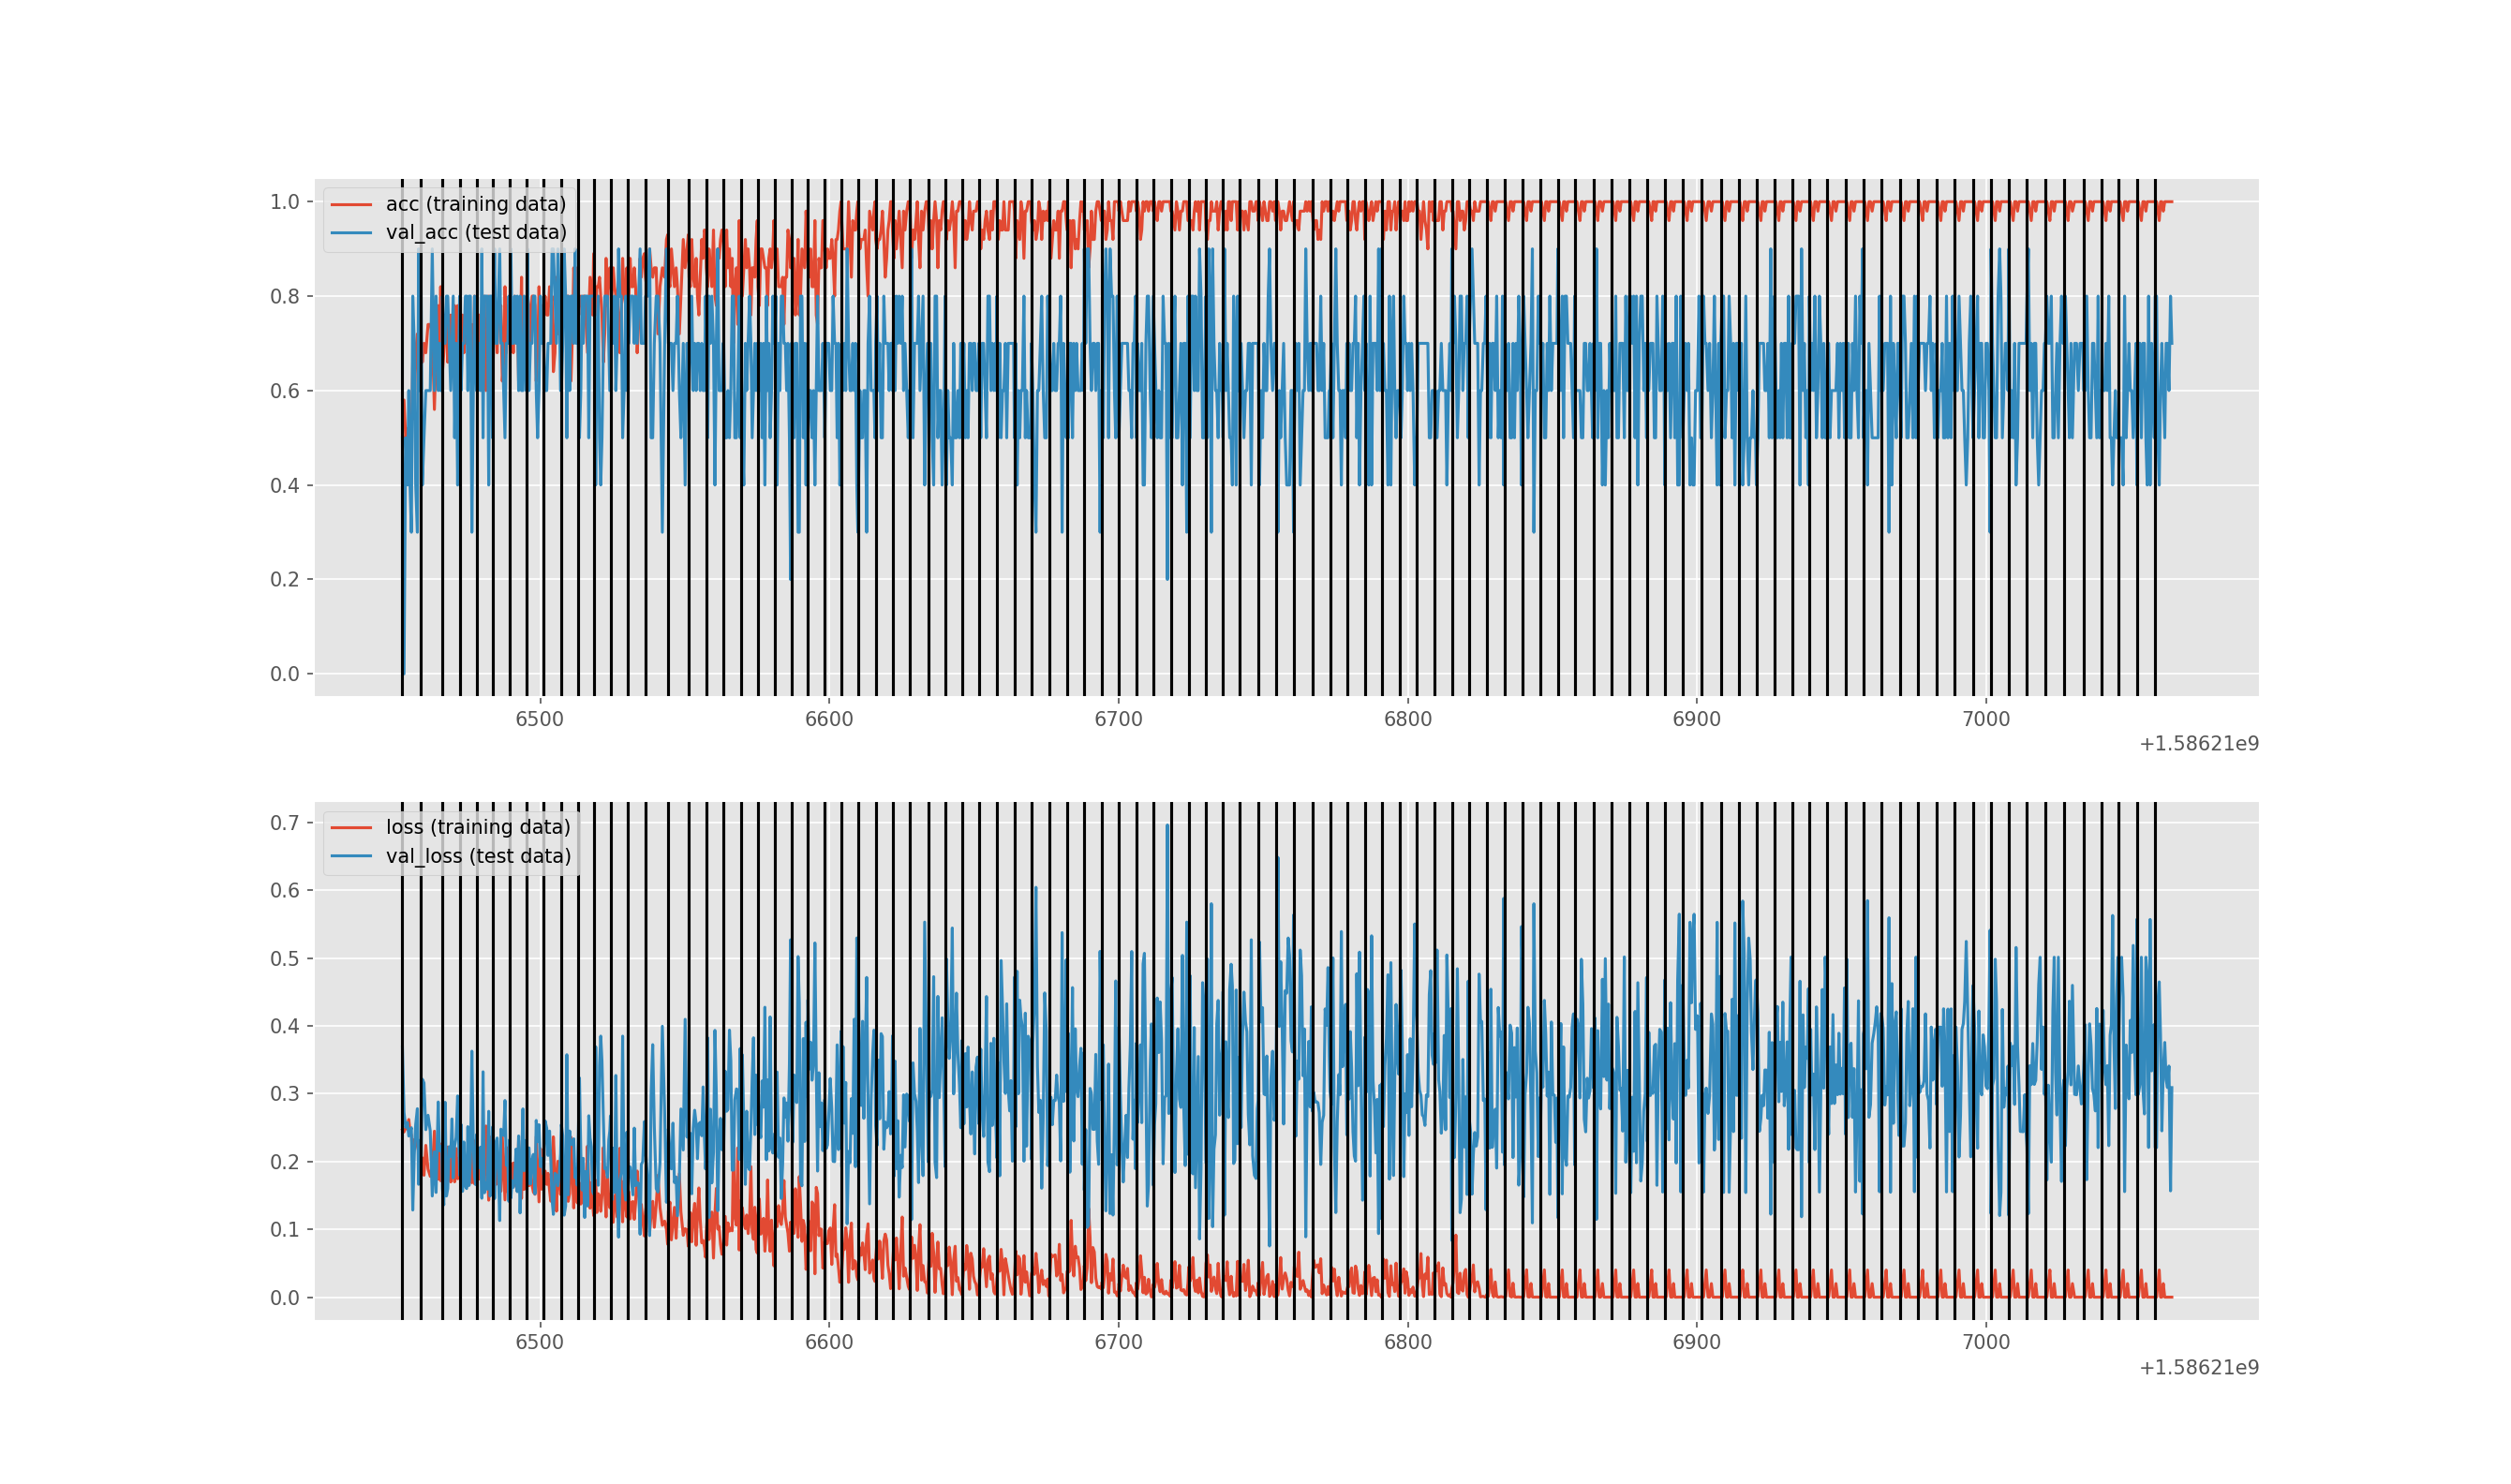 1.0
0.8
0.6
0.4
0.2
0.0
acc (training data)
val_acc (test data)
6500 6600 6700 6800 6900 7000
+1.58621e9
0.7
0.6
0.5
0.4
0.3
0.2
0.1
0.0
loss (training data)
val_loss (test data)
6500 6600 6700 6800 6900 7000
+1.58621e9